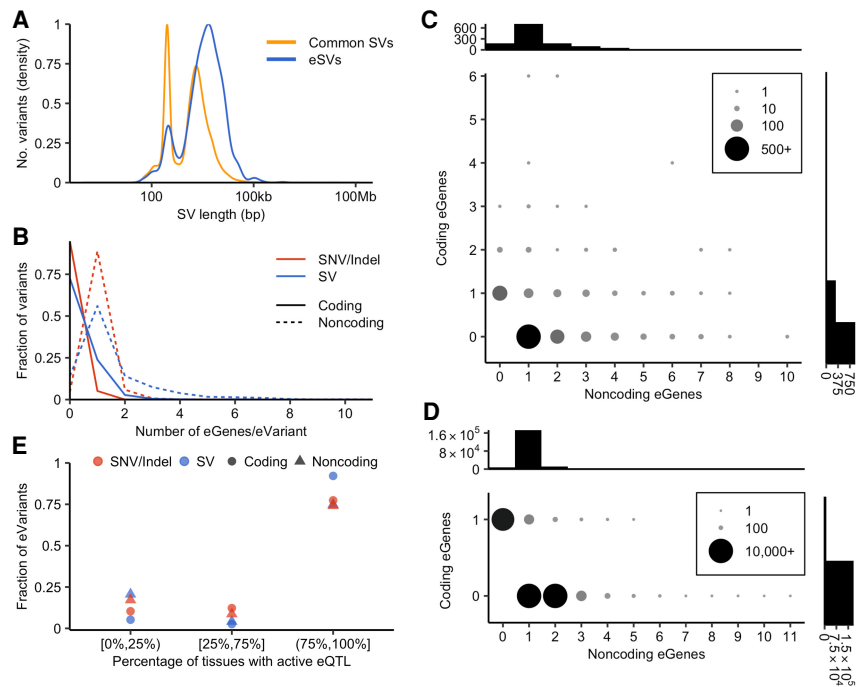 A
No. variants (density)
1
0.75
0.5
0.25
0
100
100kb
100Mb
SV length (bp)
Common SVs
eSVs
B
Fraction of variants
0.75
0.5
0.25
0
0
2
4
6
8
10
Number of eGenes/eVariant
SNV/Indel
SV
Coding
Noncoding
E
SNV/Indel
SV
Coding
Noncoding
Fraction of eVariants
1
0.75
0.5
0.25
0
[0%,25%)
[25%,75%]
(75%,100%]
Percentage of tissues with active eQTL
C
600
300
0
Coding eGenes
6
5
4
3
2
1
0
0 1 2 3 4 5 6 7 8 9 10
Noncoding eGenes
1
10
100
500+
0
375
750
D
1.6 × 10⁵
8 × 10⁴
0
Coding eGenes
1
0
0 1 2 3 4 5 6 7 8 9 10 11
Noncoding eGenes
1
100
10,000+
0
7.5 × 10⁴
1.5 × 10⁵